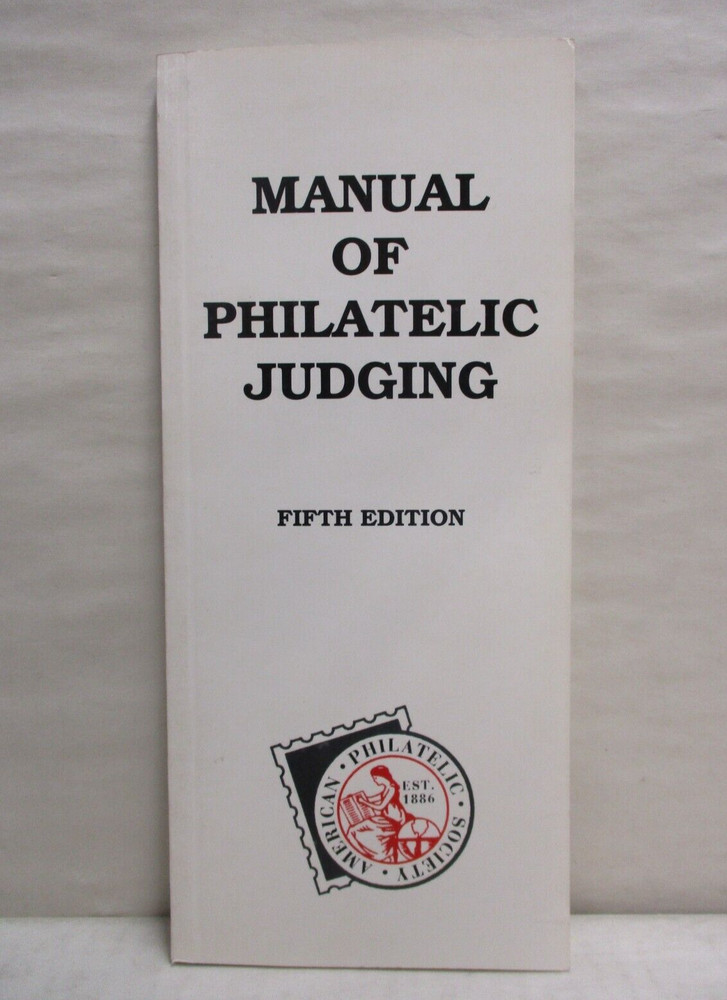 MANUAL
OF
PHILATELIC
JUDGING
FIFTH EDITION
AMERICAN • PHILATELIC • SOCIETY •
EST.
1886